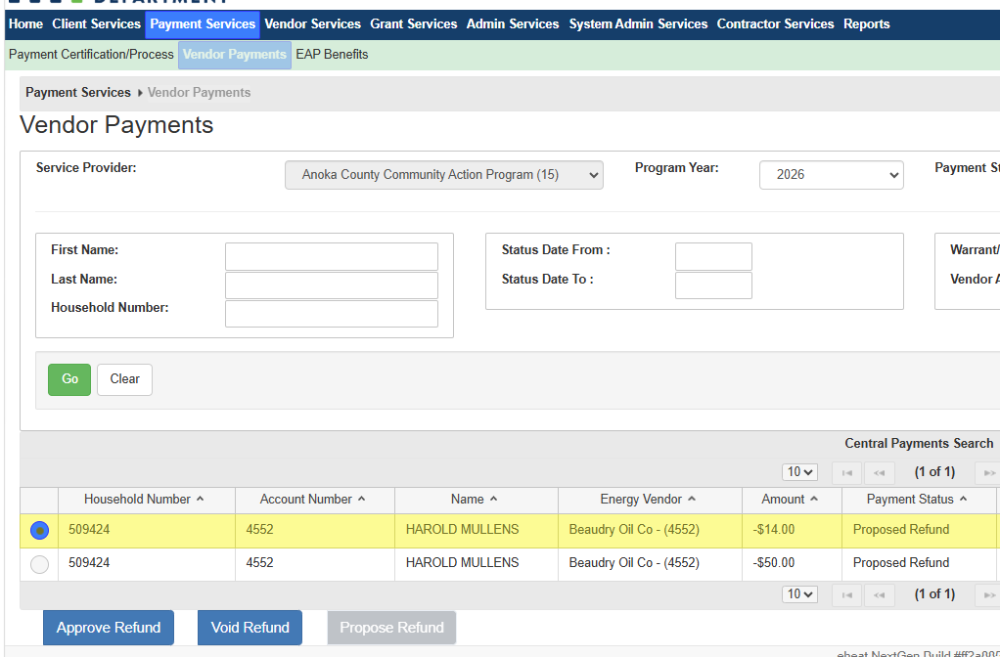 DEPARTMENT
Home Client Services Payment Services Vendor Services Grant Services Admin Services System Admin Services Contractor Services Reports
Payment Certification/Process Vendor Payments EAP Benefits
Payment Services Vendor Payments
Vendor Payments
Service Provider: Anoka County Community Action Program (15) Program Year: 2026 Payment St
First Name: Status Date From : Warrant/
Last Name: Status Date To : Vendor A
Household Number:
Go Clear
Central Payments Search
10 (1 of 1)
Household Number Account Number Name Energy Vendor Amount Payment Status
509424 4552 HAROLD MULLENS Beaudry Oil Co - (4552) -$14.00 Proposed Refund
509424 4552 HAROLD MULLENS Beaudry Oil Co - (4552) -$50.00 Proposed Refund
10 (1 of 1)
Approve Refund Void Refund Propose Refund
eheat NextGen Build